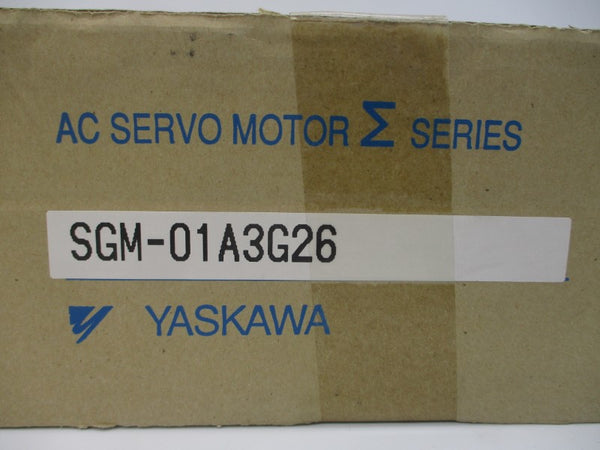 AC SERVO MOTOR Σ SERIES
SGM-01A3G26
YASKAWA